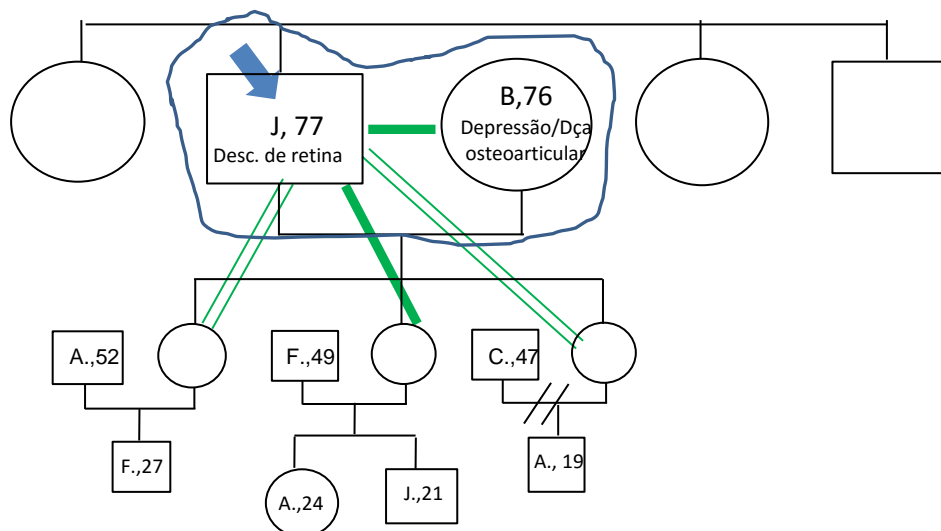 J, 77
Desc. de retina
B,76
Depressão/Dça
osteoarticular
A.,52
F.,49
C.,47
F.,27
A.,24
J.,21
A., 19